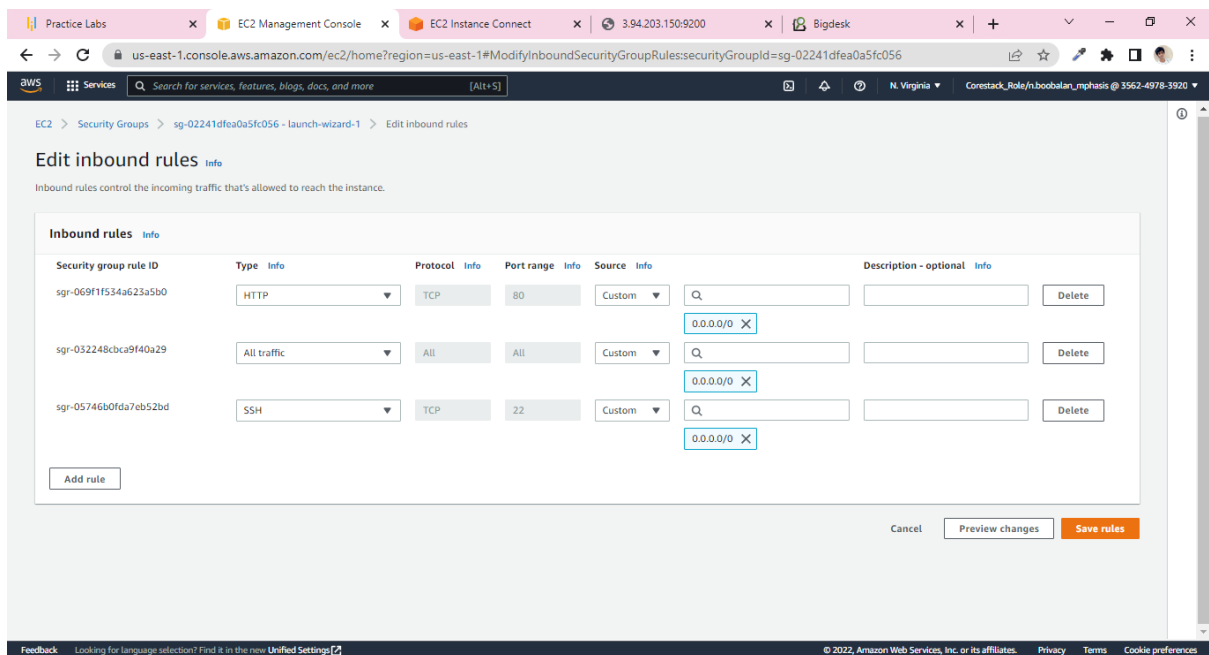 Practice Labs
EC2 Management Console
EC2 Instance Connect
3.94.203.150:9200
Bigdesk
us-east-1.console.aws.amazon.com/ec2/home?region=us-east-1#ModifyInboundSecurityGroupRules:securityGroupId=sg-02241dfea0a5fc056
aws
Services
Search for services, features, blogs, docs, and more
[Alt+S]
N. Virginia
Corestack_Role/n.boobalan_mphasis @ 3562-4978-3920
EC2 > Security Groups > sg-02241dfea0a5fc056 - launch-wizard-1 > Edit inbound rules
Edit inbound rules Info
Inbound rules control the incoming traffic that's allowed to reach the instance.
Inbound rules Info
Security group rule ID Type Info Protocol Info Port range Info Source Info Description - optional Info
sgr-069f1f534a623a5b0 HTTP TCP 80 Custom Delete
0.0.0.0/0
sgr-032248cbca9f40a29 All traffic All All Custom Delete
0.0.0.0/0
sgr-05746b0fda7eb52bd SSH TCP 22 Custom Delete
0.0.0.0/0
Add rule
Cancel Preview changes Save rules
Feedback Looking for language selection? Find it in the new Unified Settings © 2022, Amazon Web Services, Inc. or its affiliates. Privacy Terms Cookie preferences